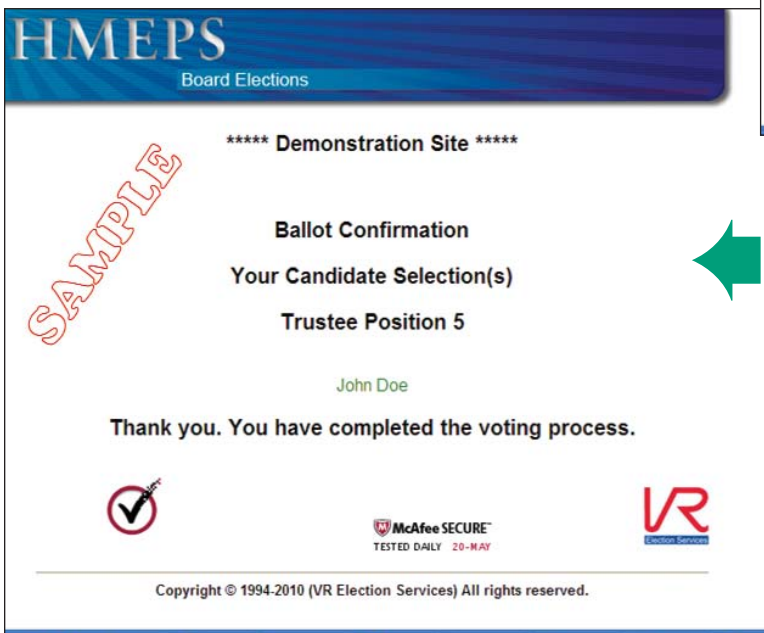 HMEPS
Board Elections
***** Demonstration Site *****
SAMPLE
Ballot Confirmation
Your Candidate Selection(s)
Trustee Position 5
John Doe
Thank you. You have completed the voting process.
VR
Election Services
McAfee SECURE™
TESTED DAILY 20-MAY
Copyright © 1994-2010 (VR Election Services) All rights reserved.